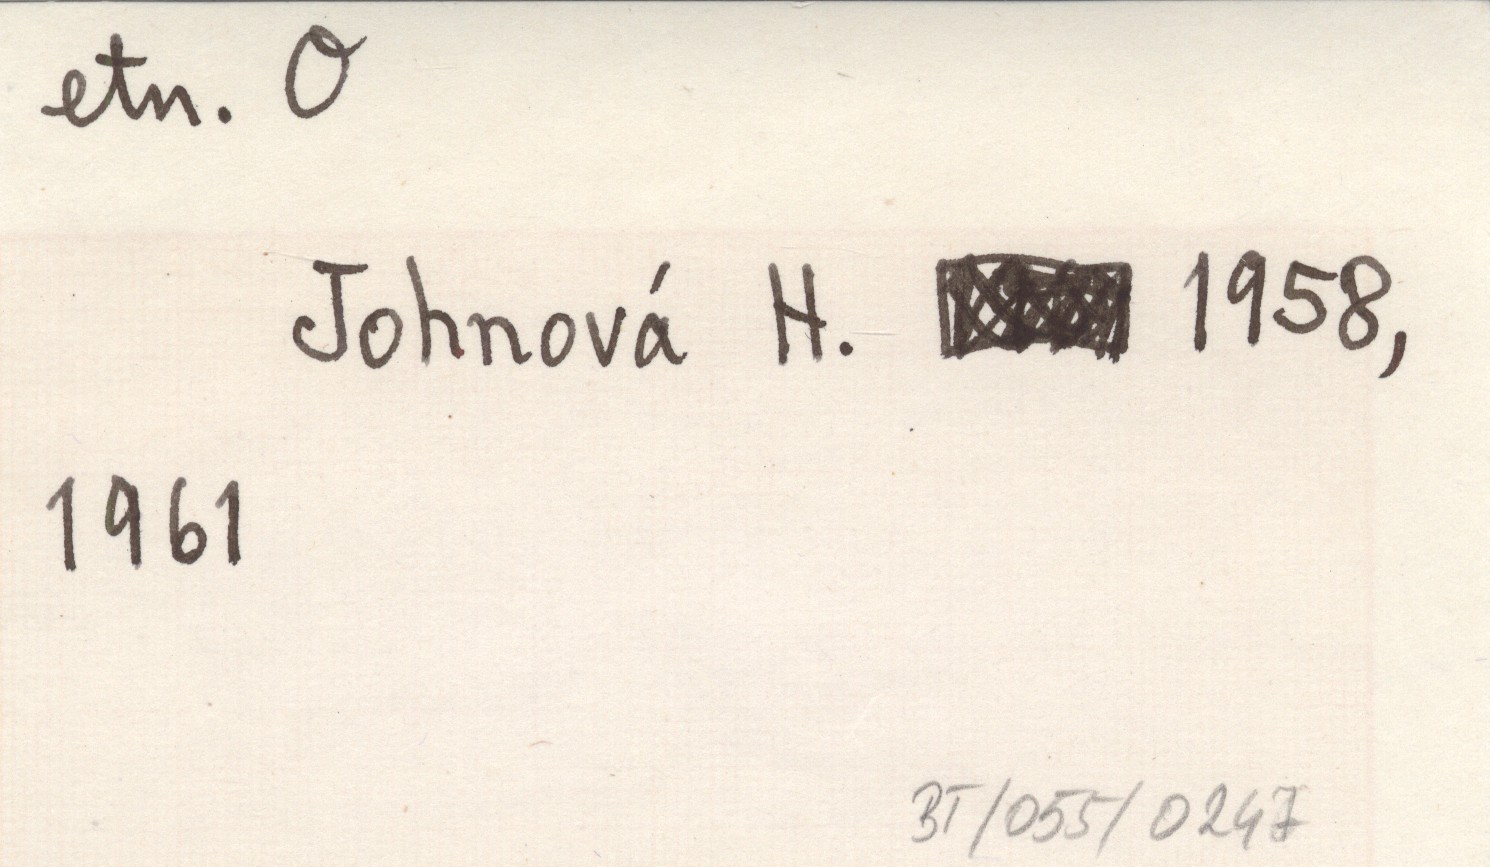 etn. O
Johnová H. 1958,
1961
BT/055/0247